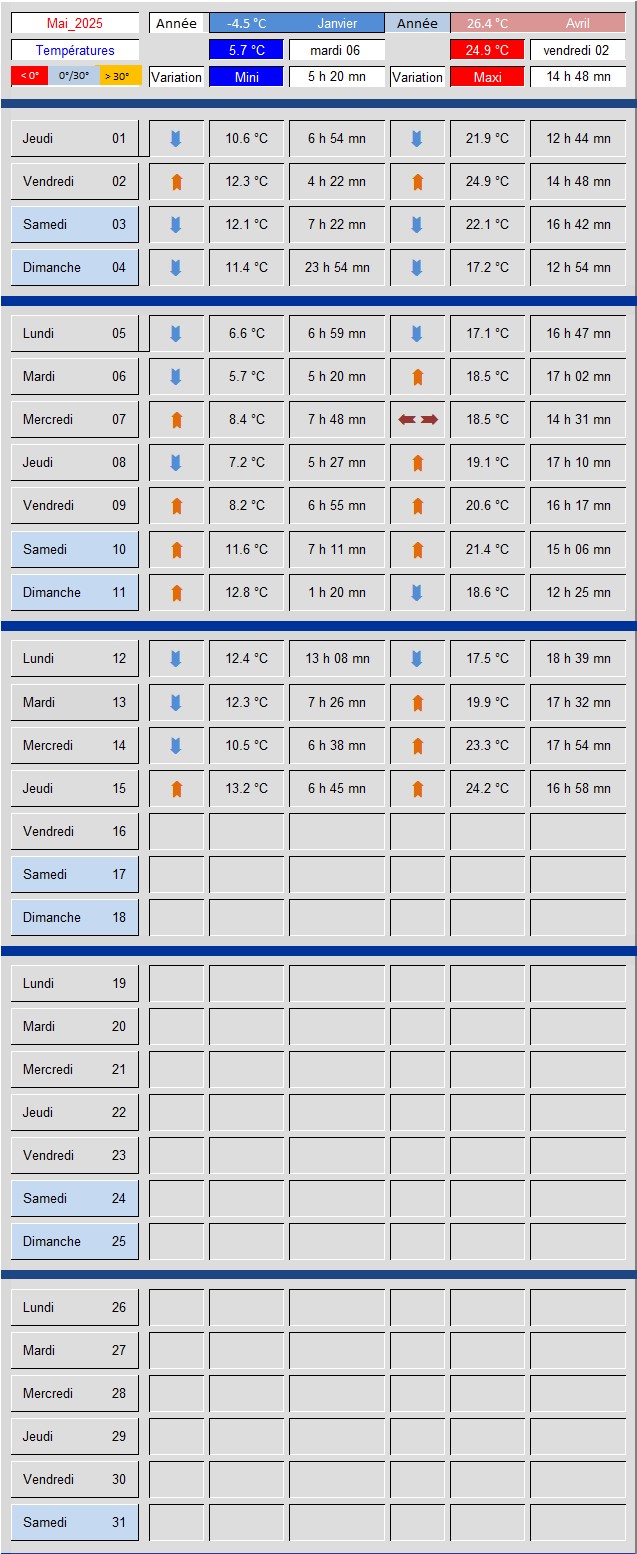 Mai_2025 Année -4.5 °C Janvier Année 26.4 °C Avril
Températures 5.7 °C mardi 06 24.9 °C vendredi 02
< 0° 0°/30° > 30° Variation Mini 5 h 20 mn Variation Maxi 14 h 48 mn
Jeudi 01 10.6 °C 6 h 54 mn 21.9 °C 12 h 44 mn
Vendredi 02 12.3 °C 4 h 22 mn 24.9 °C 14 h 48 mn
Samedi 03 12.1 °C 7 h 22 mn 22.1 °C 16 h 42 mn
Dimanche 04 11.4 °C 23 h 54 mn 17.2 °C 12 h 54 mn
Lundi 05 6.6 °C 6 h 59 mn 17.1 °C 16 h 47 mn
Mardi 06 5.7 °C 5 h 20 mn 18.5 °C 17 h 02 mn
Mercredi 07 8.4 °C 7 h 48 mn 18.5 °C 14 h 31 mn
Jeudi 08 7.2 °C 5 h 27 mn 19.1 °C 17 h 10 mn
Vendredi 09 8.2 °C 6 h 55 mn 20.6 °C 16 h 17 mn
Samedi 10 11.6 °C 7 h 11 mn 21.4 °C 15 h 06 mn
Dimanche 11 12.8 °C 1 h 20 mn 18.6 °C 12 h 25 mn
Lundi 12 12.4 °C 13 h 08 mn 17.5 °C 18 h 39 mn
Mardi 13 12.3 °C 7 h 26 mn 19.9 °C 17 h 32 mn
Mercredi 14 10.5 °C 6 h 38 mn 23.3 °C 17 h 54 mn
Jeudi 15 13.2 °C 6 h 45 mn 24.2 °C 16 h 58 mn
Vendredi 16
Samedi 17
Dimanche 18
Lundi 19
Mardi 20
Mercredi 21
Jeudi 22
Vendredi 23
Samedi 24
Dimanche 25
Lundi 26
Mardi 27
Mercredi 28
Jeudi 29
Vendredi 30
Samedi 31